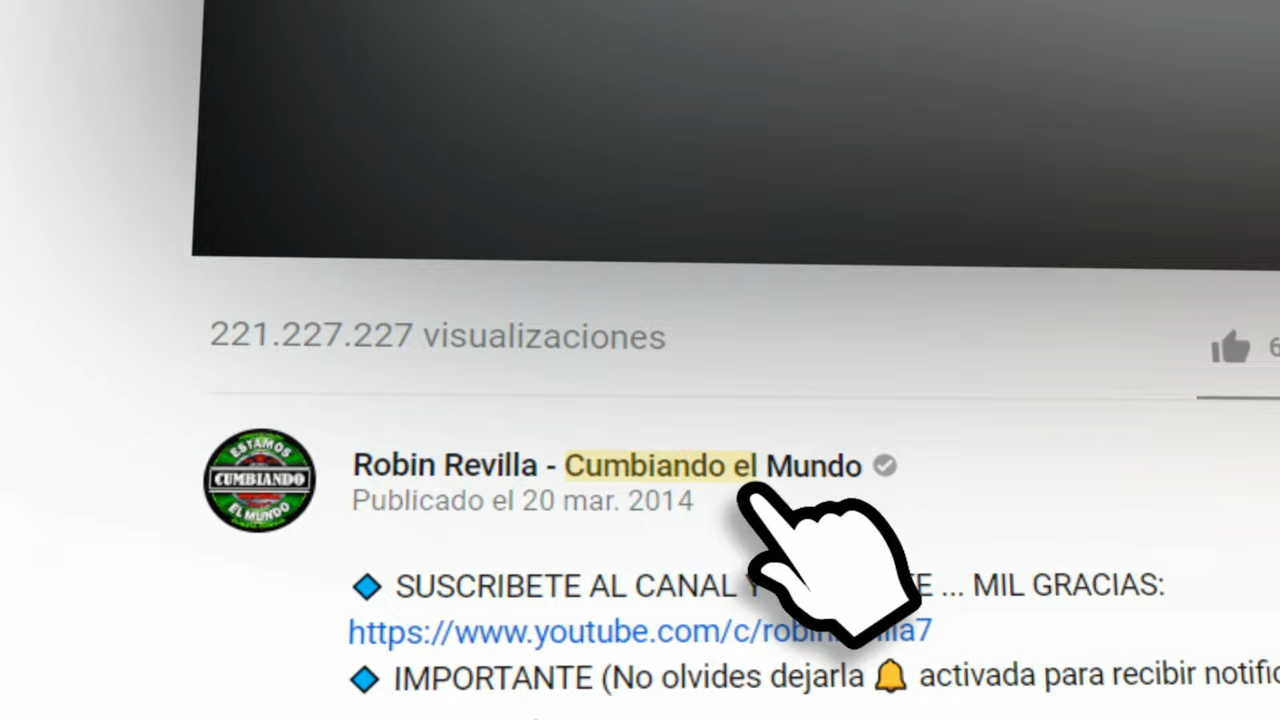 221.227.227 visualizaciones
6
ESTAMOS
CUMBIANDO
EL MUNDO
Robin Revilla - Cumbiando el Mundo
Publicado el 20 mar. 2014
SUSCRIBETE AL CANAL Y ... MIL GRACIAS:
https://www.youtube.com/c/robin
IMPORTANTE (No olvides dejarla 🔔 activada para recibir notific